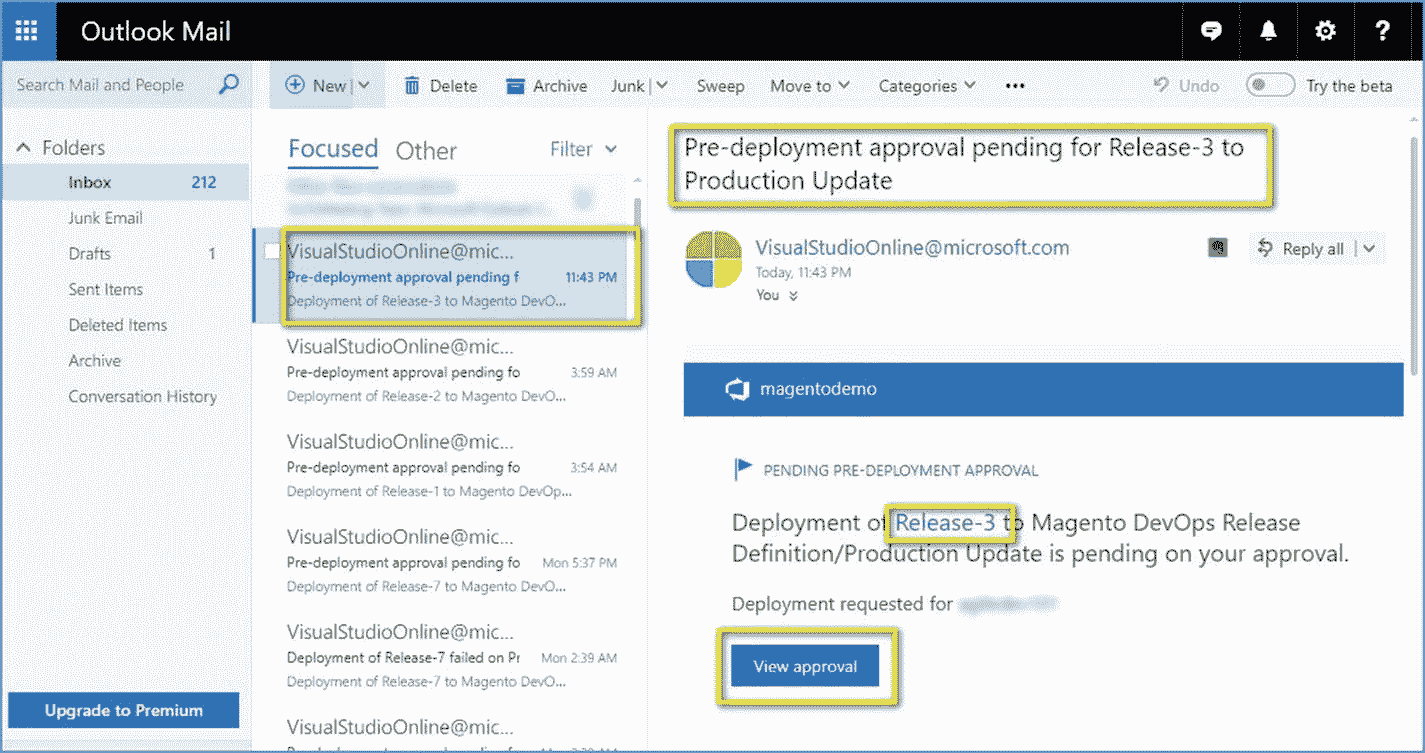 Outlook Mail
?
Search Mail and People
New
Delete
Archive
Junk
Sweep
Move to
Categories
Undo
Try the beta
Folders
Inbox 212
Junk Email
Drafts 1
Sent Items
Deleted Items
Archive
Conversation History
Upgrade to Premium
Focused Other Filter
VisualStudioOnline@mic...
Pre-deployment approval pending f 11:43 PM
Deployment of Release-3 to Magento DevO...
VisualStudioOnline@mic...
Pre-deployment approval pending fo 3:59 AM
Deployment of Release-2 to Magento DevO...
VisualStudioOnline@mic...
Pre-deployment approval pending fo 3:54 AM
Deployment of Release-1 to Magento DevOp...
VisualStudioOnline@mic...
Pre-deployment approval pending fo Mon 5:37 PM
Deployment of Release-7 to Magento DevO...
VisualStudioOnline@mic...
Deployment of Release-7 failed on Pr Mon 2:39 AM
Deployment of Release-7 to Magento DevO...
VisualStudioOnline@mic...
Pre-deployment approval pending for Release-3 to
Production Update
VisualStudioOnline@microsoft.com
Today, 11:43 PM
You
Reply all
magentodemo
PENDING PRE-DEPLOYMENT APPROVAL
Deployment of Release-3 to Magento DevOps Release
Definition/Production Update is pending on your approval.
Deployment requested for
View approval